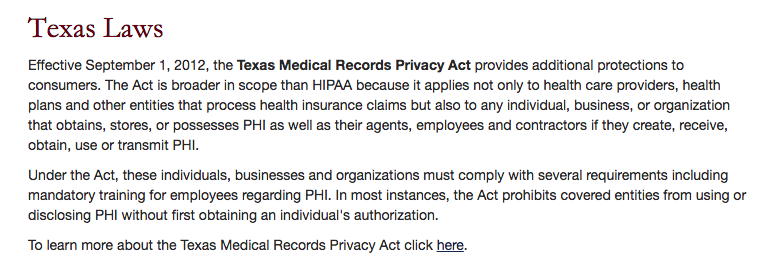 Texas Laws
Effective September 1, 2012, the Texas Medical Records Privacy Act provides additional protections to
consumers. The Act is broader in scope than HIPAA because it applies not only to health care providers, health
plans and other entities that process health insurance claims but also to any individual, business, or organization
that obtains, stores, or possesses PHI as well as their agents, employees and contractors if they create, receive,
obtain, use or transmit PHI.
Under the Act, these individuals, businesses and organizations must comply with several requirements including
mandatory training for employees regarding PHI. In most instances, the Act prohibits covered entities from using or
disclosing PHI without first obtaining an individual's authorization.
To learn more about the Texas Medical Records Privacy Act click here.